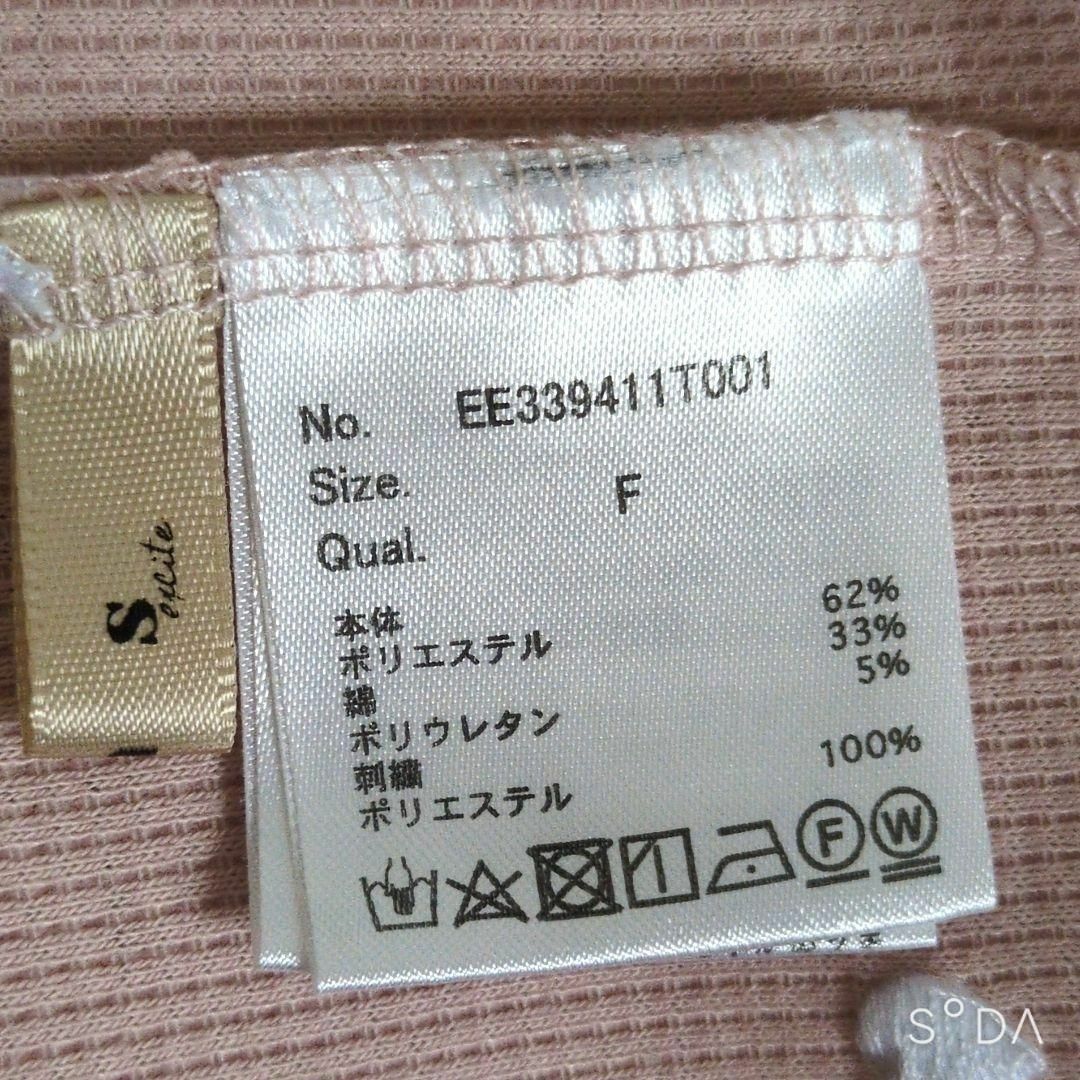 No. EE339411T001
Size. F
Qual.
本体
ポリエステル 62%
綿 33%
ポリウレタン 5%
刺繍
ポリエステル 100%
F W
S
excite
S°DΛ